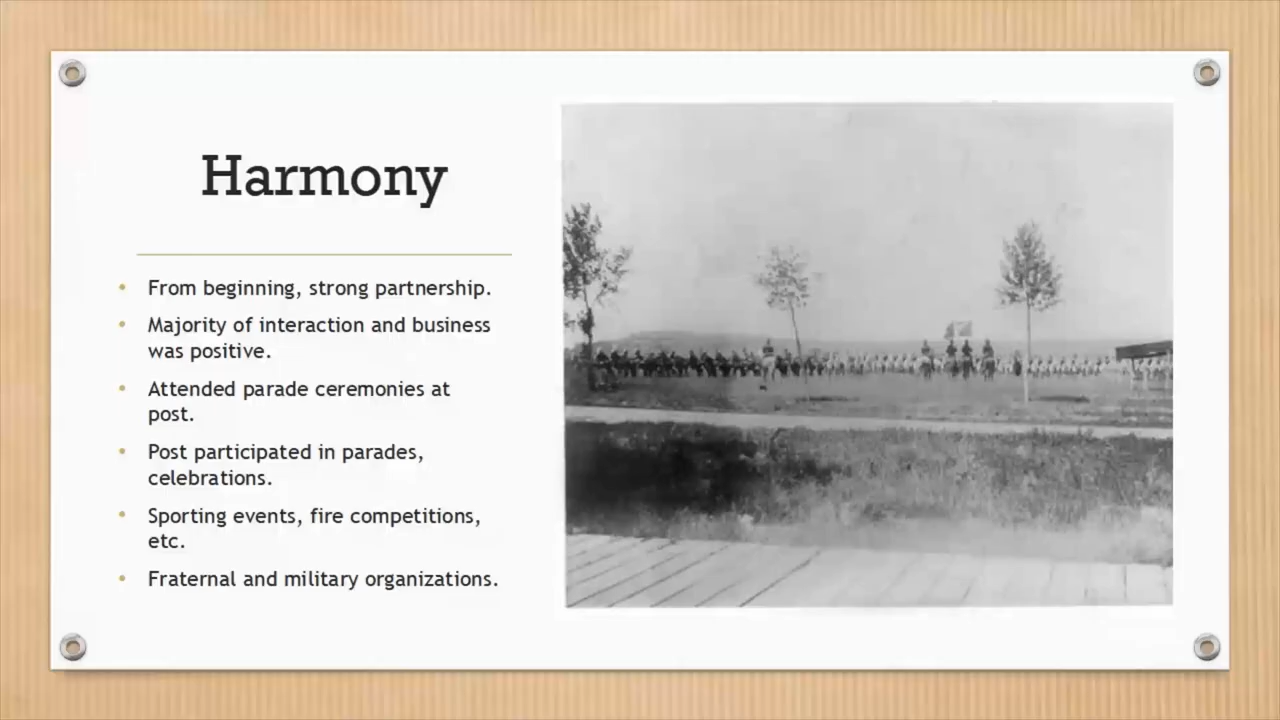 Harmony
From beginning, strong partnership.
Majority of interaction and business
was positive.
Attended parade ceremonies at
post.
Post participated in parades,
celebrations.
Sporting events, fire competitions,
etc.
Fraternal and military organizations.